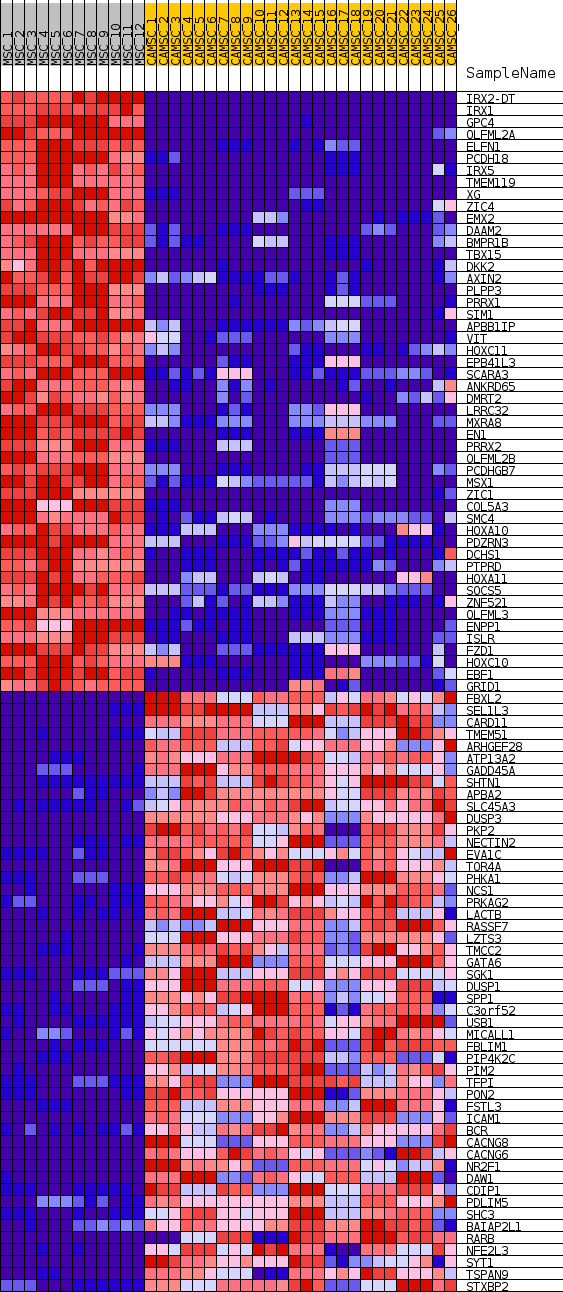 MSC_1
MSC_2
MSC_3
MSC_4
MSC_5
MSC_6
MSC_7
MSC_8
MSC_9
MSC_10
MSC_11
MSC_12
CAMSC_1
CAMSC_2
CAMSC_3
CAMSC_4
CAMSC_5
CAMSC_6
CAMSC_7
CAMSC_8
CAMSC_9
CAMSC_10
CAMSC_11
CAMSC_12
CAMSC_13
CAMSC_14
CAMSC_15
CAMSC_16
CAMSC_17
CAMSC_18
CAMSC_19
CAMSC_20
CAMSC_21
CAMSC_22
CAMSC_23
CAMSC_24
CAMSC_25
CAMSC_26
SampleName
IRX2-DT
IRX1
GPC4
OLFML2A
ELFN1
PCDH18
IRX5
TMEM119
XG
ZIC4
EMX2
DAAM2
BMPR1B
TBX15
DKK2
AXIN2
PLPP3
PRRX1
SIM1
APBB1IP
VIT
HOXC11
EPB41L3
SCARA3
ANKRD65
DMRT2
LRRC32
MXRA8
EN1
PRRX2
OLFML2B
PCDHGB7
MSX1
ZIC1
COL5A3
SMC4
HOXA10
PDZRN3
DCHS1
PTPRD
HOXA11
SOCS5
ZNF521
OLFML3
ENPP1
ISLR
FZD1
HOXC10
EBF1
GRID1
FBXL2
SEL1L3
CARD11
TMEM51
ARHGEF28
ATP13A2
GADD45A
SHTN1
APBA2
SLC45A3
DUSP3
PKP2
NECTIN2
EVA1C
TOR4A
PHKA1
NCS1
PRKAG2
LACTB
RASSF7
LZTS3
TMCC2
GATA6
SGK1
DUSP1
SPP1
C3orf52
USB1
MICALL1
FBLIM1
PIP4K2C
PIM2
TFPI
PON2
FSTL3
ICAM1
BCR
CACNG8
CACNG6
NR2F1
DAW1
CDIP1
PDLIM5
SHC3
BAIAP2L1
RARB
NFE2L3
SYT1
TSPAN9
STXBP2